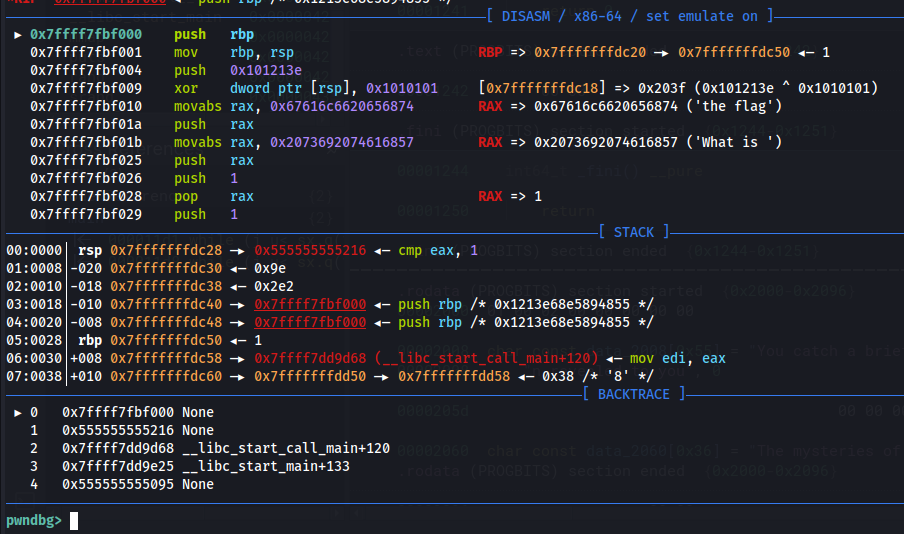 [ DISASM / x86-64 / set emulate on ]
► 0x7ffff7fbf000 push rbp
0x7ffff7fbf001 mov rbp, rsp RBP => 0x7fffffffdc20 —▸ 0x7fffffffdc50 ◂— 1
0x7ffff7fbf004 push 0x101213e
0x7ffff7fbf009 xor dword ptr [rsp], 0x1010101 [0x7fffffffdc18] => 0x203f (0x101213e ^ 0x1010101)
0x7ffff7fbf010 movabs rax, 0x67616c6620656874 RAX => 0x67616c6620656874 ('the flag')
0x7ffff7fbf01a push rax
0x7ffff7fbf01b movabs rax, 0x2073692074616857 RAX => 0x2073692074616857 ('What is ')
0x7ffff7fbf025 push rax
0x7ffff7fbf026 push 1
0x7ffff7fbf028 pop rax RAX => 1
0x7ffff7fbf029 push 1
[ STACK ]
00:0000│ rsp 0x7fffffffdc28 —▸ 0x555555555216 ◂— cmp eax, 1
01:0008│-020 0x7fffffffdc30 ◂— 0x9e
02:0010│-018 0x7fffffffdc38 ◂— 0x2e2
03:0018│-010 0x7fffffffdc40 —▸ 0x7ffff7fbf000 ◂— push rbp /* 0x1213e68e5894855 */
04:0020│-008 0x7fffffffdc48 —▸ 0x7ffff7fbf000 ◂— push rbp /* 0x1213e68e5894855 */
05:0028│ rbp 0x7fffffffdc50 ◂— 1
06:0030│+008 0x7fffffffdc58 —▸ 0x7ffff7dd9d68 (__libc_start_call_main+120) ◂— mov edi, eax
07:0038│+010 0x7fffffffdc60 —▸ 0x7fffffffdd50 —▸ 0x7fffffffdd58 ◂— 0x38 /* '8' */
[ BACKTRACE ]
► 0 0x7ffff7fbf000 None
1 0x555555555216 None
2 0x7ffff7dd9d68 __libc_start_call_main+120
3 0x7ffff7dd9e25 __libc_start_main+133
4 0x555555555095 None
pwndbg>